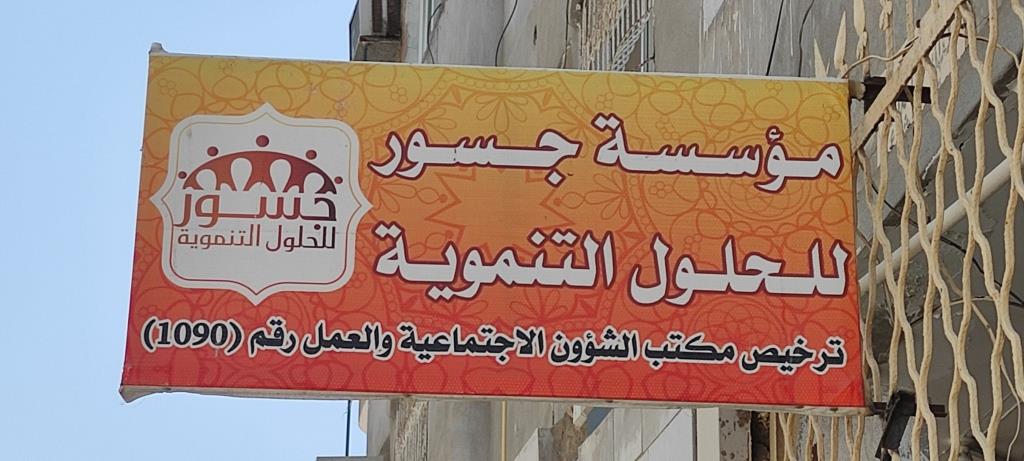 مؤسسة جسور
للحلول التنموية
ترخيص مكتب الشؤون الاجتماعية والعمل رقم (1090)
جسور
للحلول التنموية